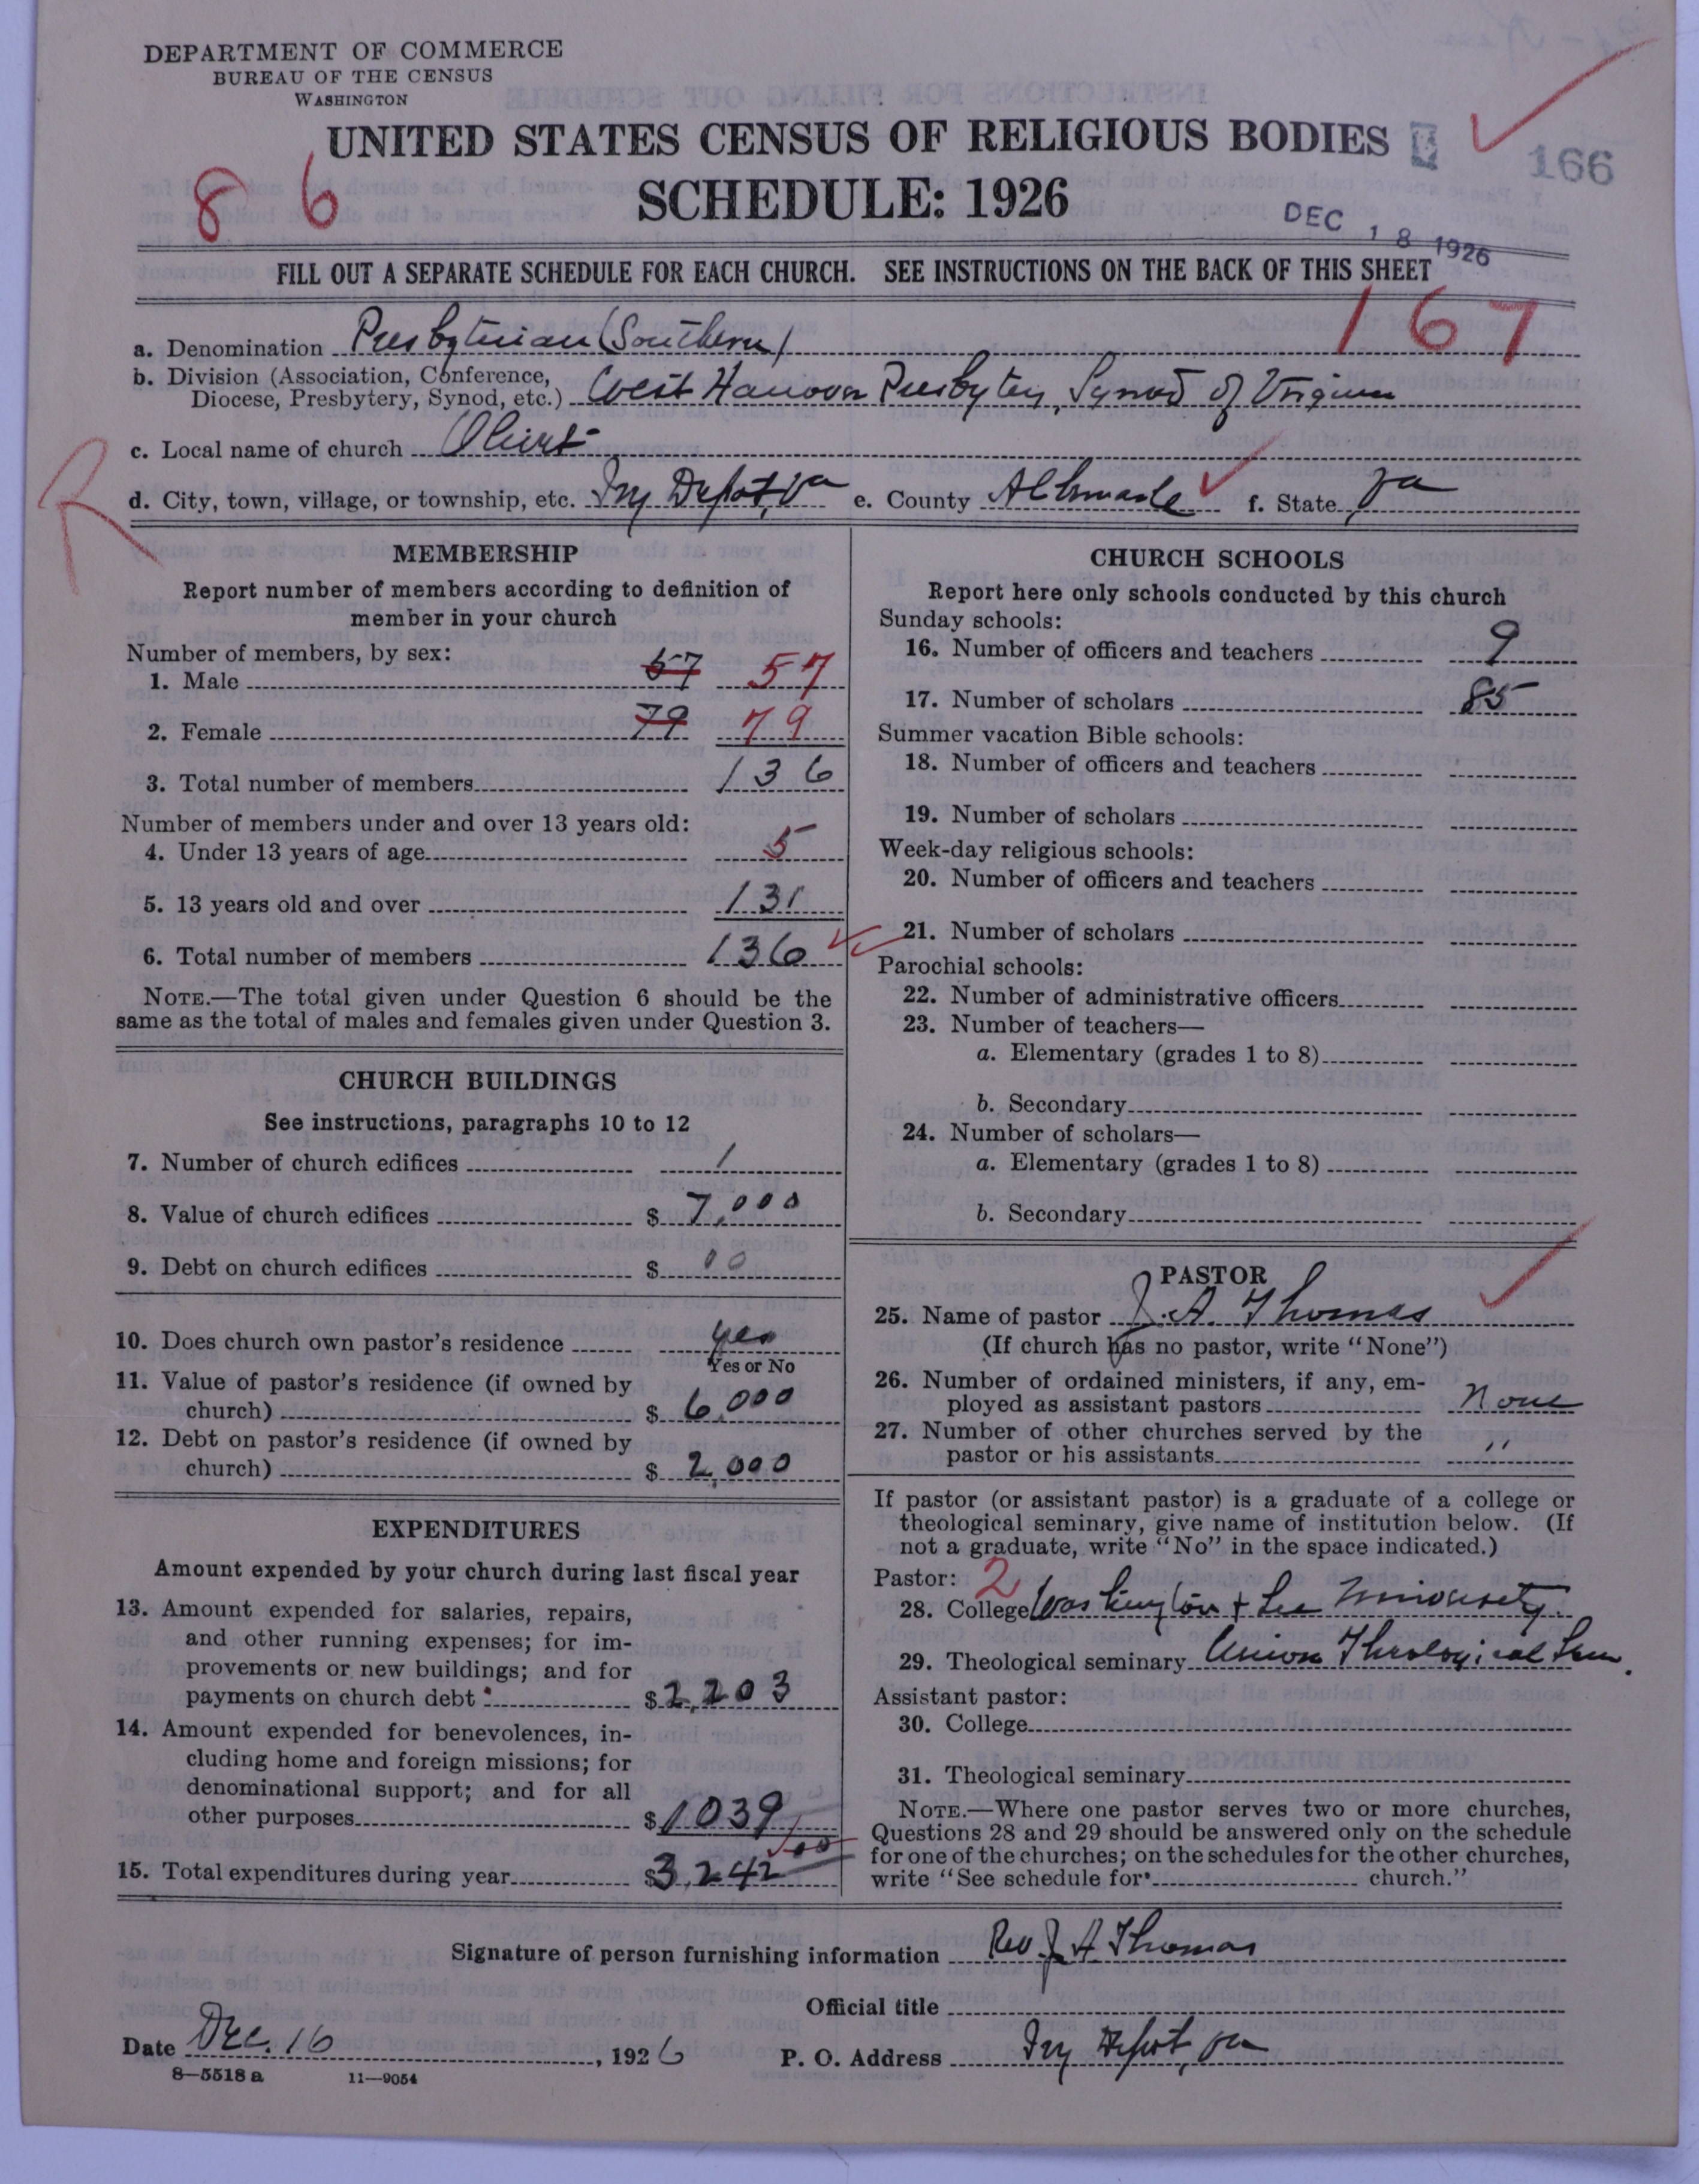 DEPARTMENT OF COMMERCE
BUREAU OF THE CENSUS
WASHINGTON
UNITED STATES CENSUS OF RELIGIOUS BODIES
166
8 6
SCHEDULE: 1926
DEC 18 1926
FILL OUT A SEPARATE SCHEDULE FOR EACH CHURCH. SEE INSTRUCTIONS ON THE BACK OF THIS SHEET
167
a. Denomination Presbyterian (Southern)
b. Division (Association, Conference,
Diocese, Presbytery, Synod, etc.) West Hanover Presbytery, Synod of Virginia
c. Local name of church Olivet
R
d. City, town, village, or township, etc. Ivy Depot, Va e. County Albemarle f. State Va
MEMBERSHIP
Report number of members according to definition of
member in your church
Number of members, by sex:
1. Male 57 57
2. Female 79 79
3. Total number of members 136
Number of members under and over 13 years old:
4. Under 13 years of age 5
5. 13 years old and over 131
6. Total number of members 136
NOTE.—The total given under Question 6 should be the
same as the total of males and females given under Question 3.
CHURCH BUILDINGS
See instructions, paragraphs 10 to 12
7. Number of church edifices 1
8. Value of church edifices $ 7,000
9. Debt on church edifices $ 00
10. Does church own pastor's residence yes
Yes or No
11. Value of pastor's residence (if owned by
church) $ 6,000
12. Debt on pastor's residence (if owned by
church) $ 2,000
EXPENDITURES
Amount expended by your church during last fiscal year
13. Amount expended for salaries, repairs,
and other running expenses; for im-
provements or new buildings; and for
payments on church debt $ 2,203
14. Amount expended for benevolences, in-
cluding home and foreign missions; for
denominational support; and for all
other purposes $ 1039
15. Total expenditures during year $ 3,242 00
CHURCH SCHOOLS
Report here only schools conducted by this church
Sunday schools:
16. Number of officers and teachers 9
17. Number of scholars 85
Summer vacation Bible schools:
18. Number of officers and teachers
19. Number of scholars
Week-day religious schools:
20. Number of officers and teachers
21. Number of scholars
Parochial schools:
22. Number of administrative officers
23. Number of teachers—
a. Elementary (grades 1 to 8)
b. Secondary
24. Number of scholars—
a. Elementary (grades 1 to 8)
b. Secondary
PASTOR
25. Name of pastor J. A. Thomas
(If church has no pastor, write "None")
26. Number of ordained ministers, if any, em-
ployed as assistant pastors None
27. Number of other churches served by the
pastor or his assistants "
If pastor (or assistant pastor) is a graduate of a college or
theological seminary, give name of institution below. (If
not a graduate, write "No" in the space indicated.)
Pastor: 2
28. College Washington & Lee University.
29. Theological seminary Union Theological Sem.
Assistant pastor:
30. College
31. Theological seminary
NOTE.—Where one pastor serves two or more churches,
Questions 28 and 29 should be answered only on the schedule
for one of the churches; on the schedules for the other churches,
write "See schedule for church."
Signature of person furnishing information Rev J A Thomas
Official title
Date Dec. 16, 1926 P. O. Address Ivy Depot, Va
8—5518 a 11—9054